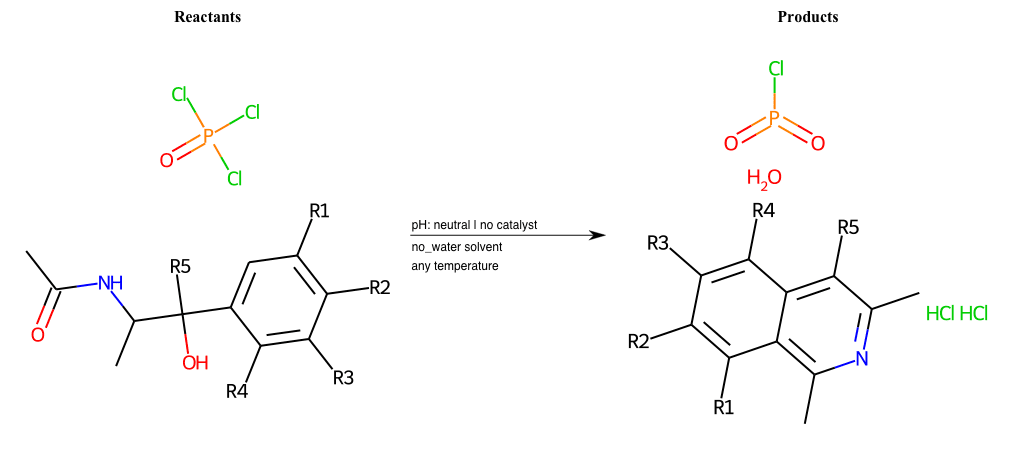 Reactants
Products
Cl
Cl
P
O
Cl
Cl
P
O
O
H2O
R1
R5
NH
R2
O
OH
R4
R3
pH: neutral | no catalyst
no_water solvent
any temperature
R4
R3
R5
HCl HCl
R2
N
R1